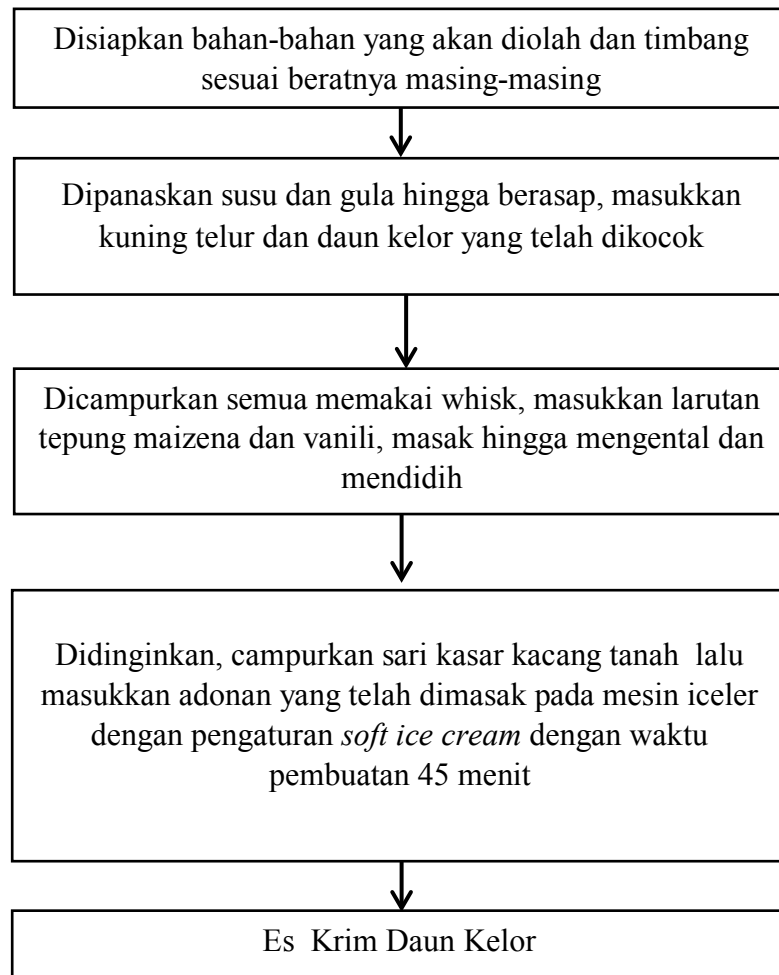 Disiapkan bahan-bahan yang akan diolah dan timbang
sesuai beratnya masing-masing
Dipanaskan susu dan gula hingga berasap, masukkan
kuning telur dan daun kelor yang telah dikocok
Dicampurkan semua memakai whisk, masukkan larutan
tepung maizena dan vanili, masak hingga mengental dan
mendidih
Didinginkan, campurkan sari kasar kacang tanah lalu
masukkan adonan yang telah dimasak pada mesin iceler
dengan pengaturan soft ice cream dengan waktu
pembuatan 45 menit
Es Krim Daun Kelor